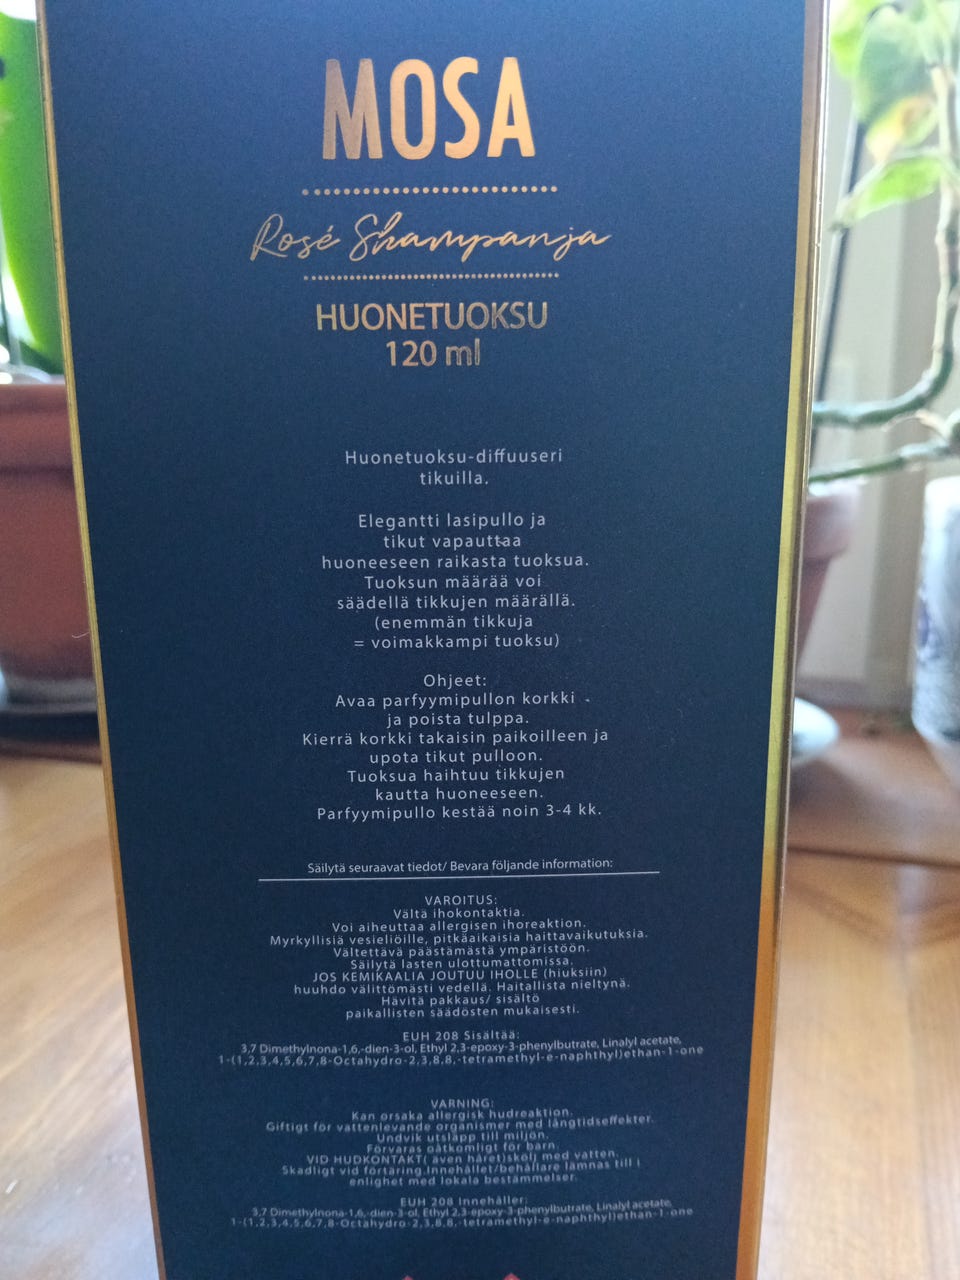 MOSA
Rosé Shampanja
HUONETUOKSU
120 ml
Huonetuoksu-diffuuseri
tikuilla.
Elegantti lasipullo ja
tikut vapauttaa
huoneeseen raikasta tuoksua.
Tuoksun määrää voi
säädellä tikkujen määrällä.
(enemmän tikkuja
= voimakkampi tuoksu)
Ohjeet:
Avaa parfyymipullon korkki -
ja poista tulppa.
Kierrä korkki takaisin paikoilleen ja
upota tikut pulloon.
Tuoksua haihtuu tikkujen
kautta huoneeseen.
Parfyymipullo kestää noin 3-4 kk.
Säilytä seuraavat tiedot/ Bevara följande information:
VAROITUS:
Vältä ihokontaktia.
Voi aiheuttaa allergisen ihoreaktion.
Myrkyllisiä vesieliöille, pitkäaikaisia haittavaikutuksia.
Vältettävä päästämästä ympäristöön.
Säilytä lasten ulottumattomissa.
JOS KEMIKAALIA JOUTUU IHOLLE (hiuksiin)
huuhdo välittömästi vedellä. Haitallista nieltynä.
Hävitä pakkaus/ sisältö
paikallisten säädösten mukaisesti.
EUH 208 Sisältää:
3,7 Dimethylnona-1,6,-dien-3-ol, Ethyl 2,3-epoxy-3-phenylbutrate, Linalyl acetate,
1-(1,2,3,4,5,6,7,8-Octahydro-2,3,8,8,-tetramethyl-e-naphthyl)ethan-1-one
VARNING:
Kan orsaka allergisk hudreaktion.
Giftigt för vattenlevande organismer med långtidseffekter.
Undvik utsläpp till miljön.
Förvaras oåtkomligt för barn.
VID HUDKONTAKT( även håret)skölj med vatten.
Skadligt vid förtäring.Innehållet/behållare lämnas till i
enlighet med lokala bestämmelser.
EUH 208 Innehåller:
3,7 Dimethylnona-1,6,-dien-3-ol, Ethyl 2,3-epoxy-3-phenylbutrate, Linalyl acetate,
1-(1,2,3,4,5,6,7,8-Octahydro-2,3,8,8,-tetramethyl-e-naphthyl)ethan-1-one